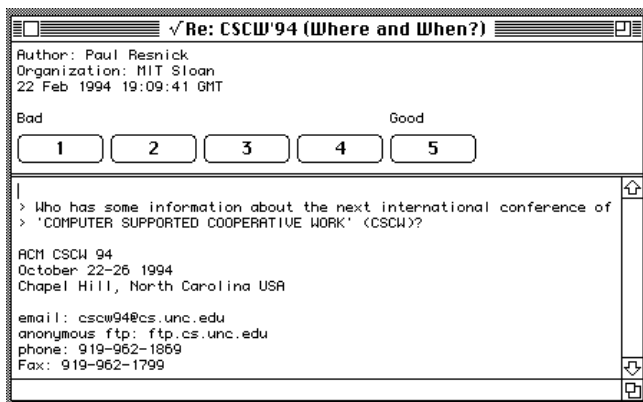 √Re: CSCW'94 (Where and When?)
Author: Paul Resnick
Organization: MIT Sloan
22 Feb 1994 19:09:41 GMT
Bad Good
1 2 3 4 5
> Who has some information about the next international conference of
> 'COMPUTER SUPPORTED COOPERATIVE WORK' (CSCW)?
ACM CSCW 94
October 22-26 1994
Chapel Hill, North Carolina USA
email: cscw94@cs.unc.edu
anonymous ftp: ftp.cs.unc.edu
phone: 919-962-1869
Fax: 919-962-1799